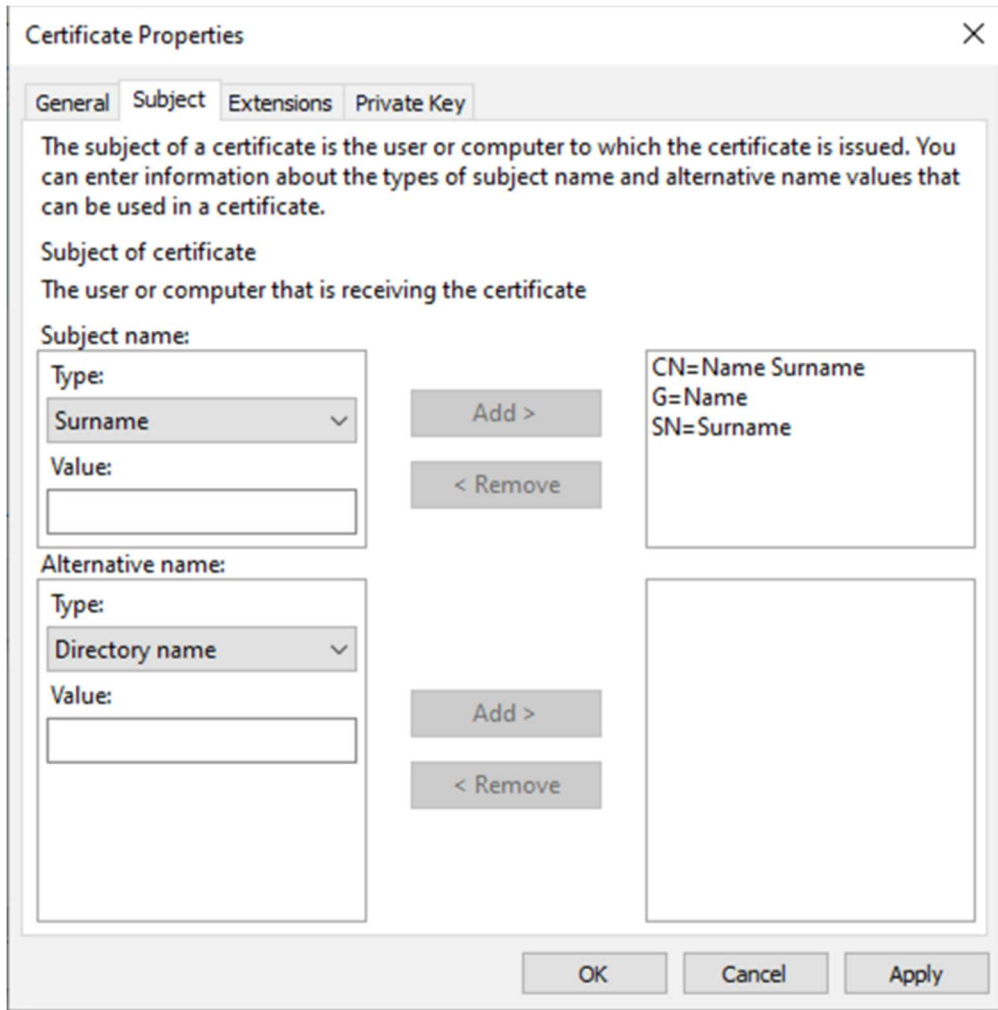 Certificate Properties
General Subject Extensions Private Key
The subject of a certificate is the user or computer to which the certificate is issued. You
can enter information about the types of subject name and alternative name values that
can be used in a certificate.
Subject of certificate
The user or computer that is receiving the certificate
Subject name:
Type:
Surname
Value:
Add >
< Remove
CN=Name Surname
G=Name
SN=Surname
Alternative name:
Type:
Directory name
Value:
Add >
< Remove
OK Cancel Apply